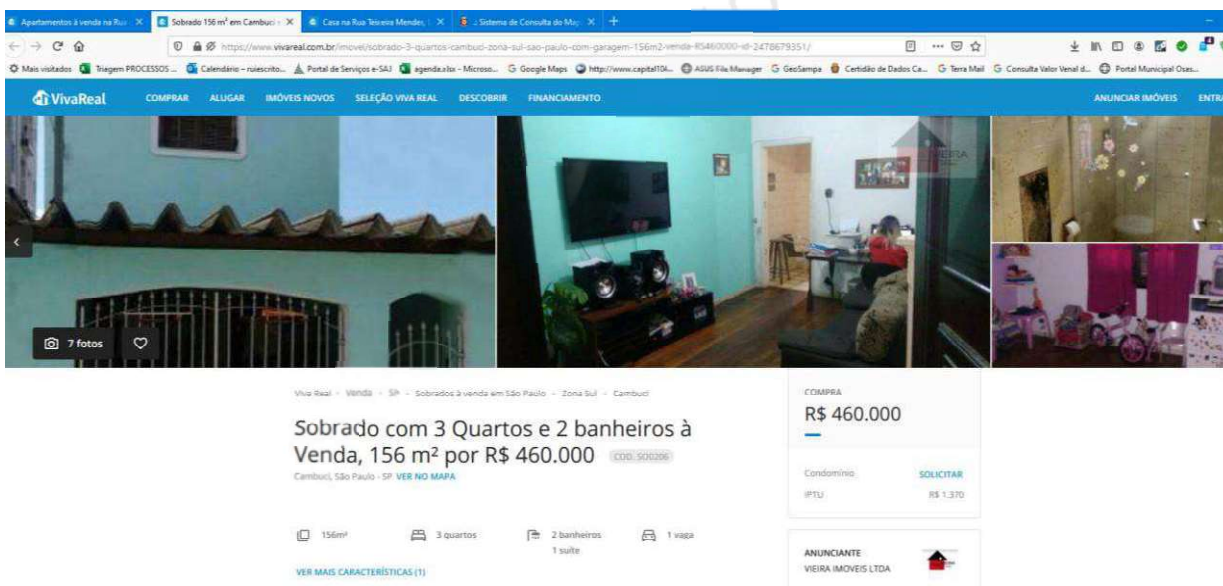 Apartamentos à venda na Rua
Sobrado 156 m² em Cambuci
Casa na Rua Teixeira Mendes,
Sistema de Consulta do
https://www.vivareal.com.br/imovel/sobrado-3-quartos-cambuci-zona-sul-sao-paulo-com-garagem-156m2-venda-RS460000-id-2478679351/
Mais visitados Triagem PROCESSOS ... Calendário – ruiescrito... Portal de Serviços e-SAJ agenda.xlsx - Microso... Google Maps http://www.capital104... ASUS File Manager GeoSampa Certidão de Dados Ca... Terra Mail Consulta Valor Venal d... Portal Municipal Osas...
VivaReal COMPRAR ALUGAR IMÓVEIS NOVOS SELEÇÃO VIVA REAL DESCOBRIR FINANCIAMENTO ANUNCIAR IMÓVEIS ENTRA
7 fotos
Viva Real - Venda - SP - Sobrados à venda em São Paulo - Zona Sul - Cambuci
Sobrado com 3 Quartos e 2 banheiros à
Venda, 156 m² por R$ 460.000 COD. SO0206
Cambuci, São Paulo - SP VER NO MAPA
156m² 3 quartos 2 banheiros 1 vaga
1 suíte
VER MAIS CARACTERÍSTICAS (1)
COMPRA
R$ 460.000
Condomínio SOLICITAR
IPTU R$ 1.370
ANUNCIANTE
VIEIRA IMOVEIS LTDA